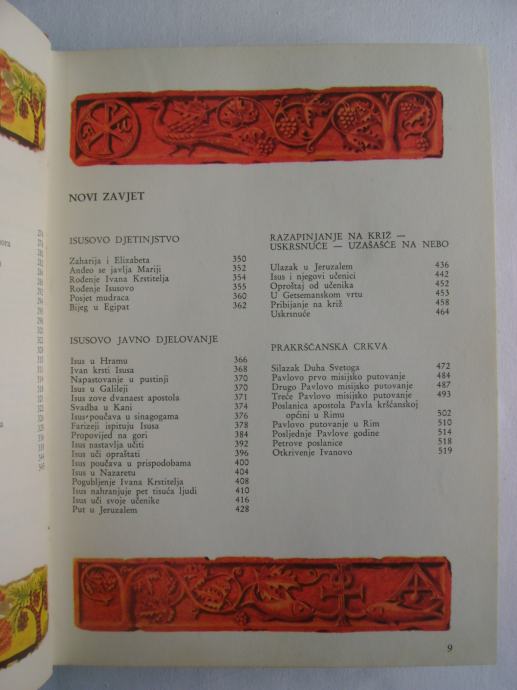 NOVI ZAVJET
ISUSOVO DJETINJSTVO
Zaharija i Elizabeta 350
Anđeo se javlja Mariji 352
Rođenje Ivana Krstitelja 354
Rođenje Isusovo 355
Posjet mudraca 360
Bijeg u Egipat 362
ISUSOVO JAVNO DJELOVANJE
Isus u Hramu 366
Ivan krsti Isusa 368
Napastovanje u pustinji 370
Isus u Galileji 370
Isus zove dvanaest apostola 371
Svadba u Kani 374
Isus poučava u sinagogama 376
Farizeji ispituju Isusa 378
Propovijed na gori 384
Isus nastavlja učiti 392
Isus uči opraštati 396
Isus poučava u prispodobama 400
Isus u Nazaretu 404
Pogubljenje Ivana Krstitelja 408
Isus nahranjuje pet tisuća ljudi 410
Isus uči svoje učenike 416
Put u Jeruzalem 428
RAZAPINJANJE NA KRIŽ —
USKRSNUĆE — UZAŠAŠĆE NA NEBO
Ulazak u Jeruzalem 436
Isus i njegovi učenici 442
Oproštaj od učenika 452
U Getsemanskom vrtu 453
Pribijanje na križ 458
Uskrsnuće 464
PRAKRŠĆANSKA CRKVA
Silazak Duha Svetoga 472
Pavlovo prvo misijsko putovanje 484
Drugo Pavlovo misijsko putovanje 487
Treće Pavlovo misijsko putovanje 493
Poslanica apostola Pavla kršćanskoj
općini u Rimu 502
Pavlovo putovanje u Rim 510
Posljednje Pavlove godine 514
Petrove poslanice 518
Otkrivenje Ivanovo 519
9